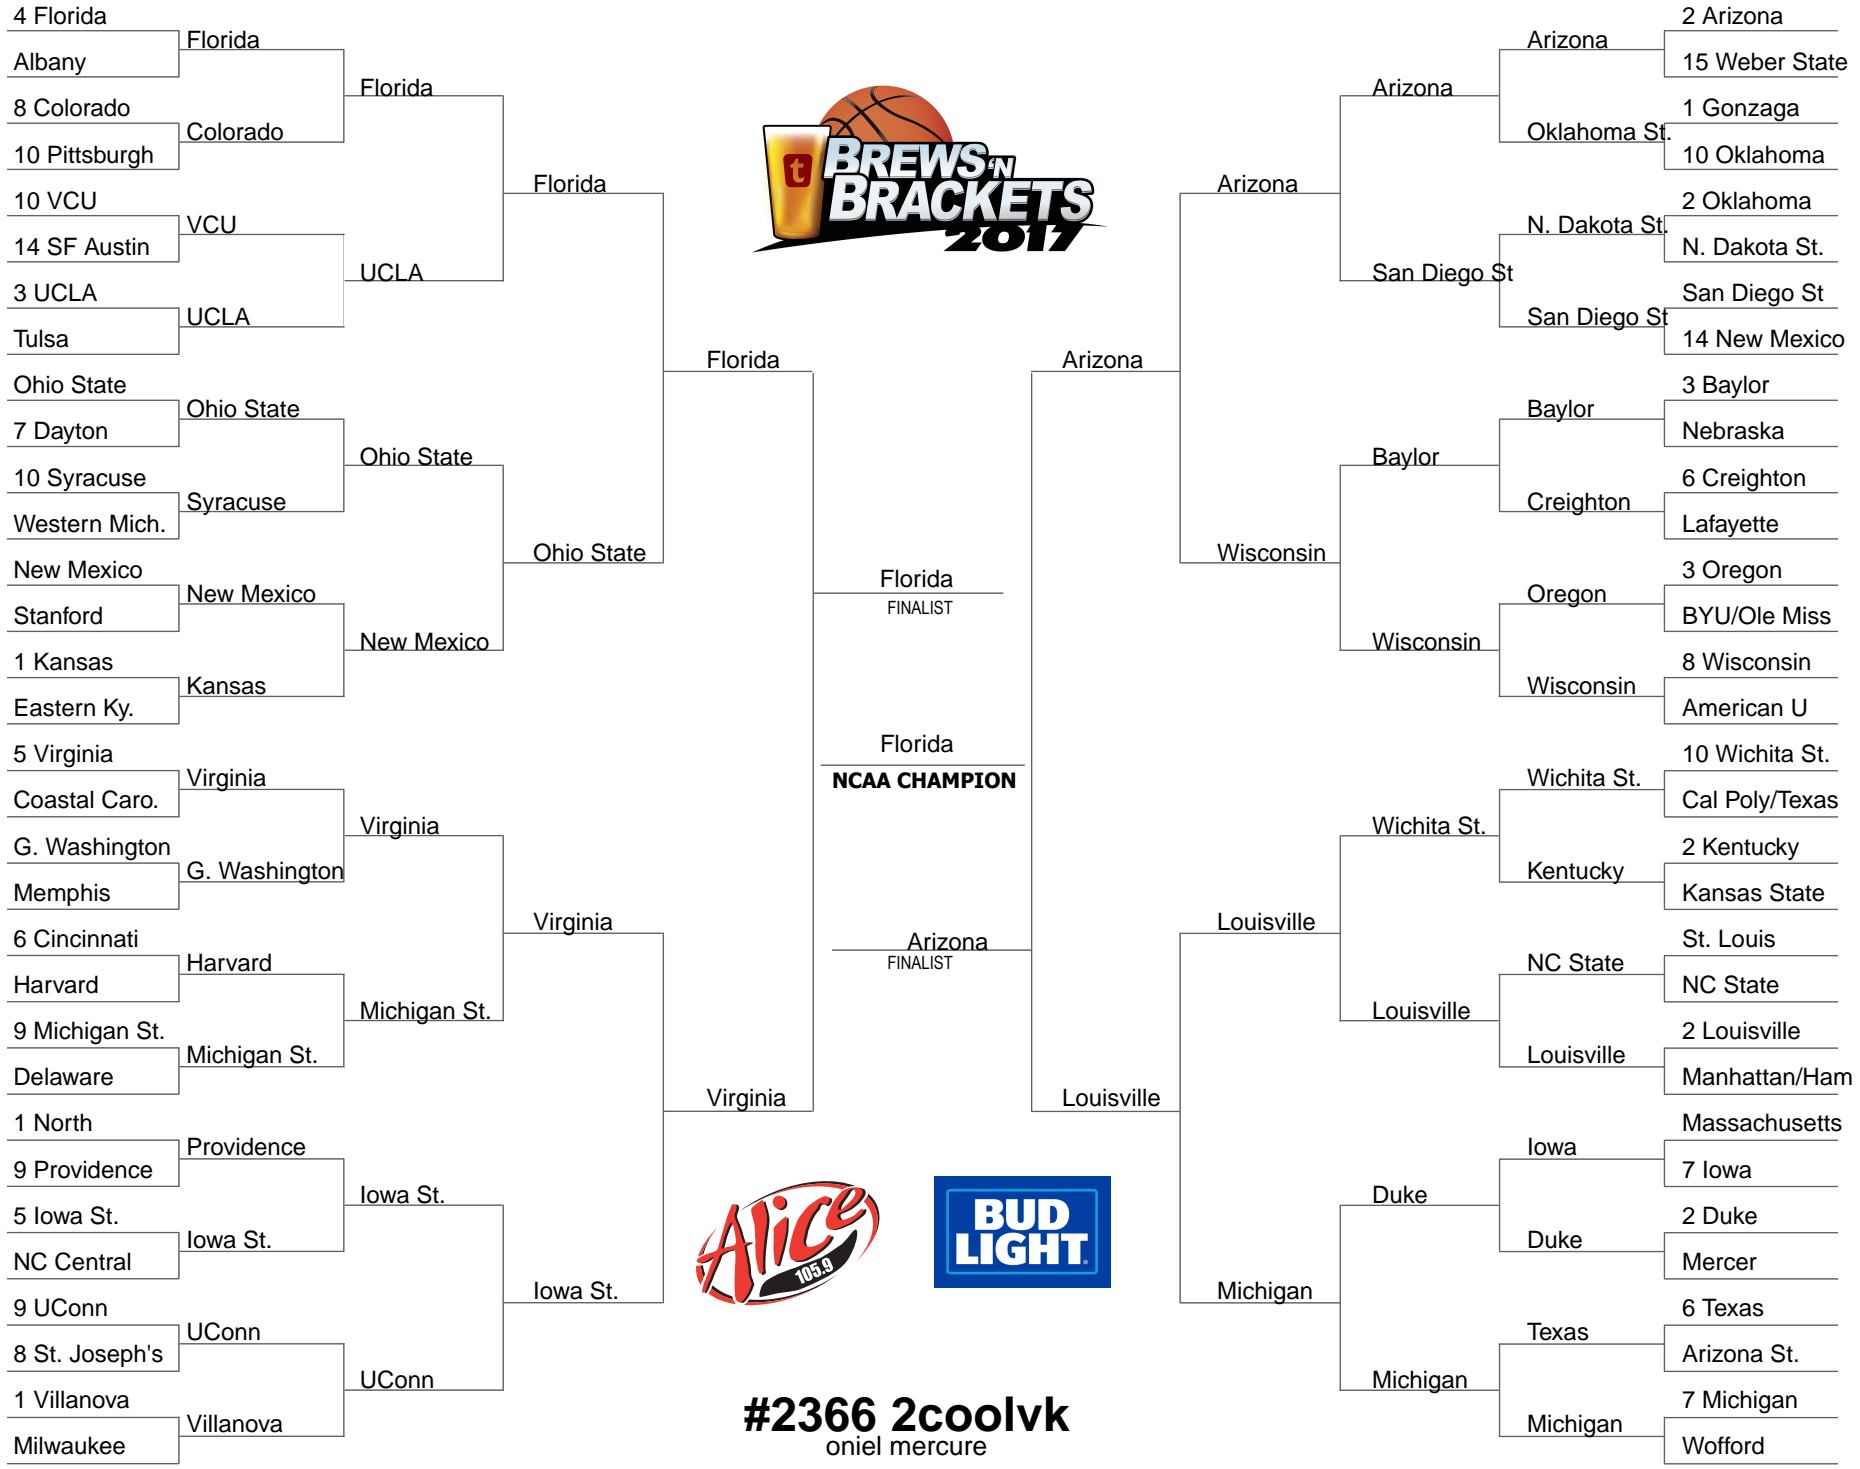 4 Florida
Albany
8 Colorado
10 Pittsburgh
10 VCU
14 SF Austin
3 UCLA
Tulsa
Ohio State
7 Dayton
10 Syracuse
Western Mich.
New Mexico
Stanford
1 Kansas
Eastern Ky.
5 Virginia
Coastal Caro.
G. Washington
Memphis
6 Cincinnati
Harvard
9 Michigan St.
Delaware
1 North
9 Providence
5 Iowa St.
NC Central
9 UConn
8 St. Joseph's
1 Villanova
Milwaukee
Florida
Colorado
VCU
UCLA
Ohio State
Syracuse
New Mexico
Kansas
Virginia
G. Washington
Harvard
Michigan St.
Providence
Iowa St.
UConn
Villanova
Florida
UCLA
Ohio State
New Mexico
Virginia
Michigan St.
Iowa St.
UConn
Florida
Ohio State
Virginia
Iowa St.
Florida
Virginia
t
BREWS 'N
BRACKETS
2017
Florida
FINALIST
Florida
NCAA CHAMPION
Arizona
FINALIST
Alice
105.9
BUD
LIGHT
#2366 2coolvk
oniel mercure
Arizona
Louisville
Arizona
Wisconsin
Louisville
Michigan
Arizona
San Diego St
Baylor
Wisconsin
Wichita St.
Louisville
Duke
Michigan
Arizona
Oklahoma St.
N. Dakota St.
San Diego St
Baylor
Creighton
Oregon
Wisconsin
Wichita St.
Kentucky
NC State
Louisville
Iowa
Duke
Texas
Michigan
2 Arizona
15 Weber State
1 Gonzaga
10 Oklahoma
2 Oklahoma
N. Dakota St.
San Diego St
14 New Mexico
3 Baylor
Nebraska
6 Creighton
Lafayette
3 Oregon
BYU/Ole Miss
8 Wisconsin
American U
10 Wichita St.
Cal Poly/Texas
2 Kentucky
Kansas State
St. Louis
NC State
2 Louisville
Manhattan/Ham
Massachusetts
7 Iowa
2 Duke
Mercer
6 Texas
Arizona St.
7 Michigan
Wofford